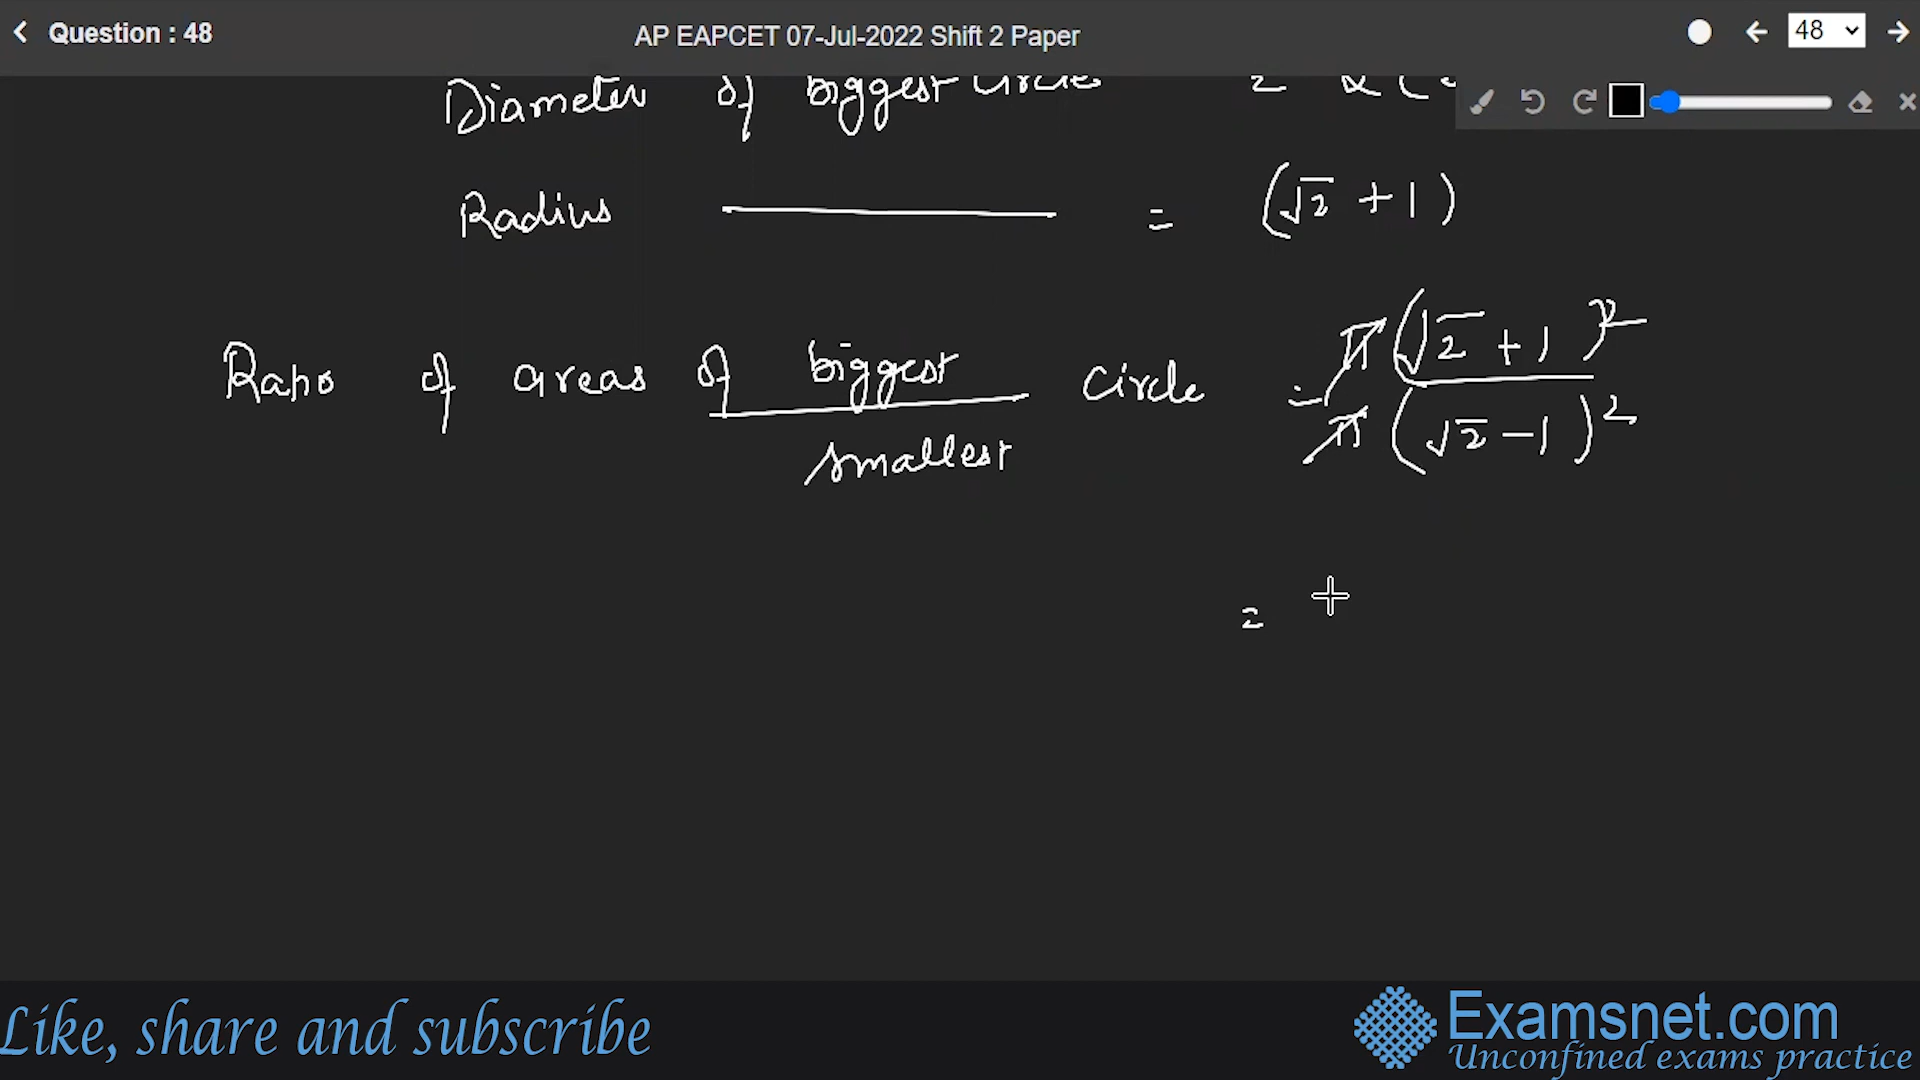 Question : 48
AP EAPCET 07-Jul-2022 Shift 2 Paper
48
Diameter of biggest circles = 2(
Radius = (√2 + 1)
Ratio of areas of biggest/smallest circle = π(√2 + 1)²/π(√2 − 1)²
=
Like, share and subscribe
Examsnet.com
Unconfined exams practice